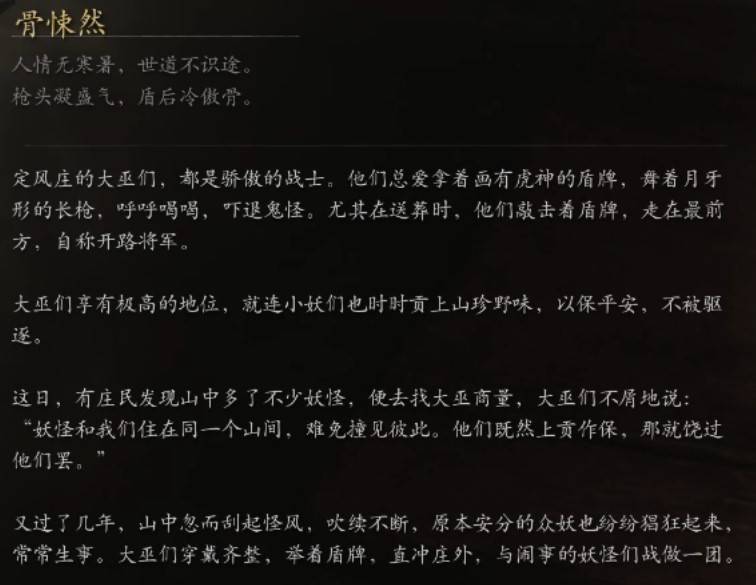 骨悚然
人情无寒暑，世道不识途。
枪头凝盛气，盾后冷傲骨。
定风庄的大巫们，都是骄傲的战士。他们总爱拿着画有虎神的盾牌，舞着月牙
形的长枪，呼呼喝喝，吓退鬼怪。尤其在送葬时，他们敲击着盾牌，走在最前
方，自称开路将军。
大巫们享有极高的地位，就连小妖们也时时贡上山珍野味，以保平安，不被驱
逐。
这日，有庄民发现山中多了不少妖怪，便去找大巫商量，大巫们不屑地说：
“妖怪和我们住在同一个山间，难免撞见彼此。他们既然上贡作保，那就饶过
他们罢。”
又过了几年，山中忽而刮起怪风，吹续不断，原本安分的众妖也纷纷猖狂起来，
常常生事。大巫们穿戴齐整，举着盾牌，直冲庄外，与闹事的妖怪们战做一团。